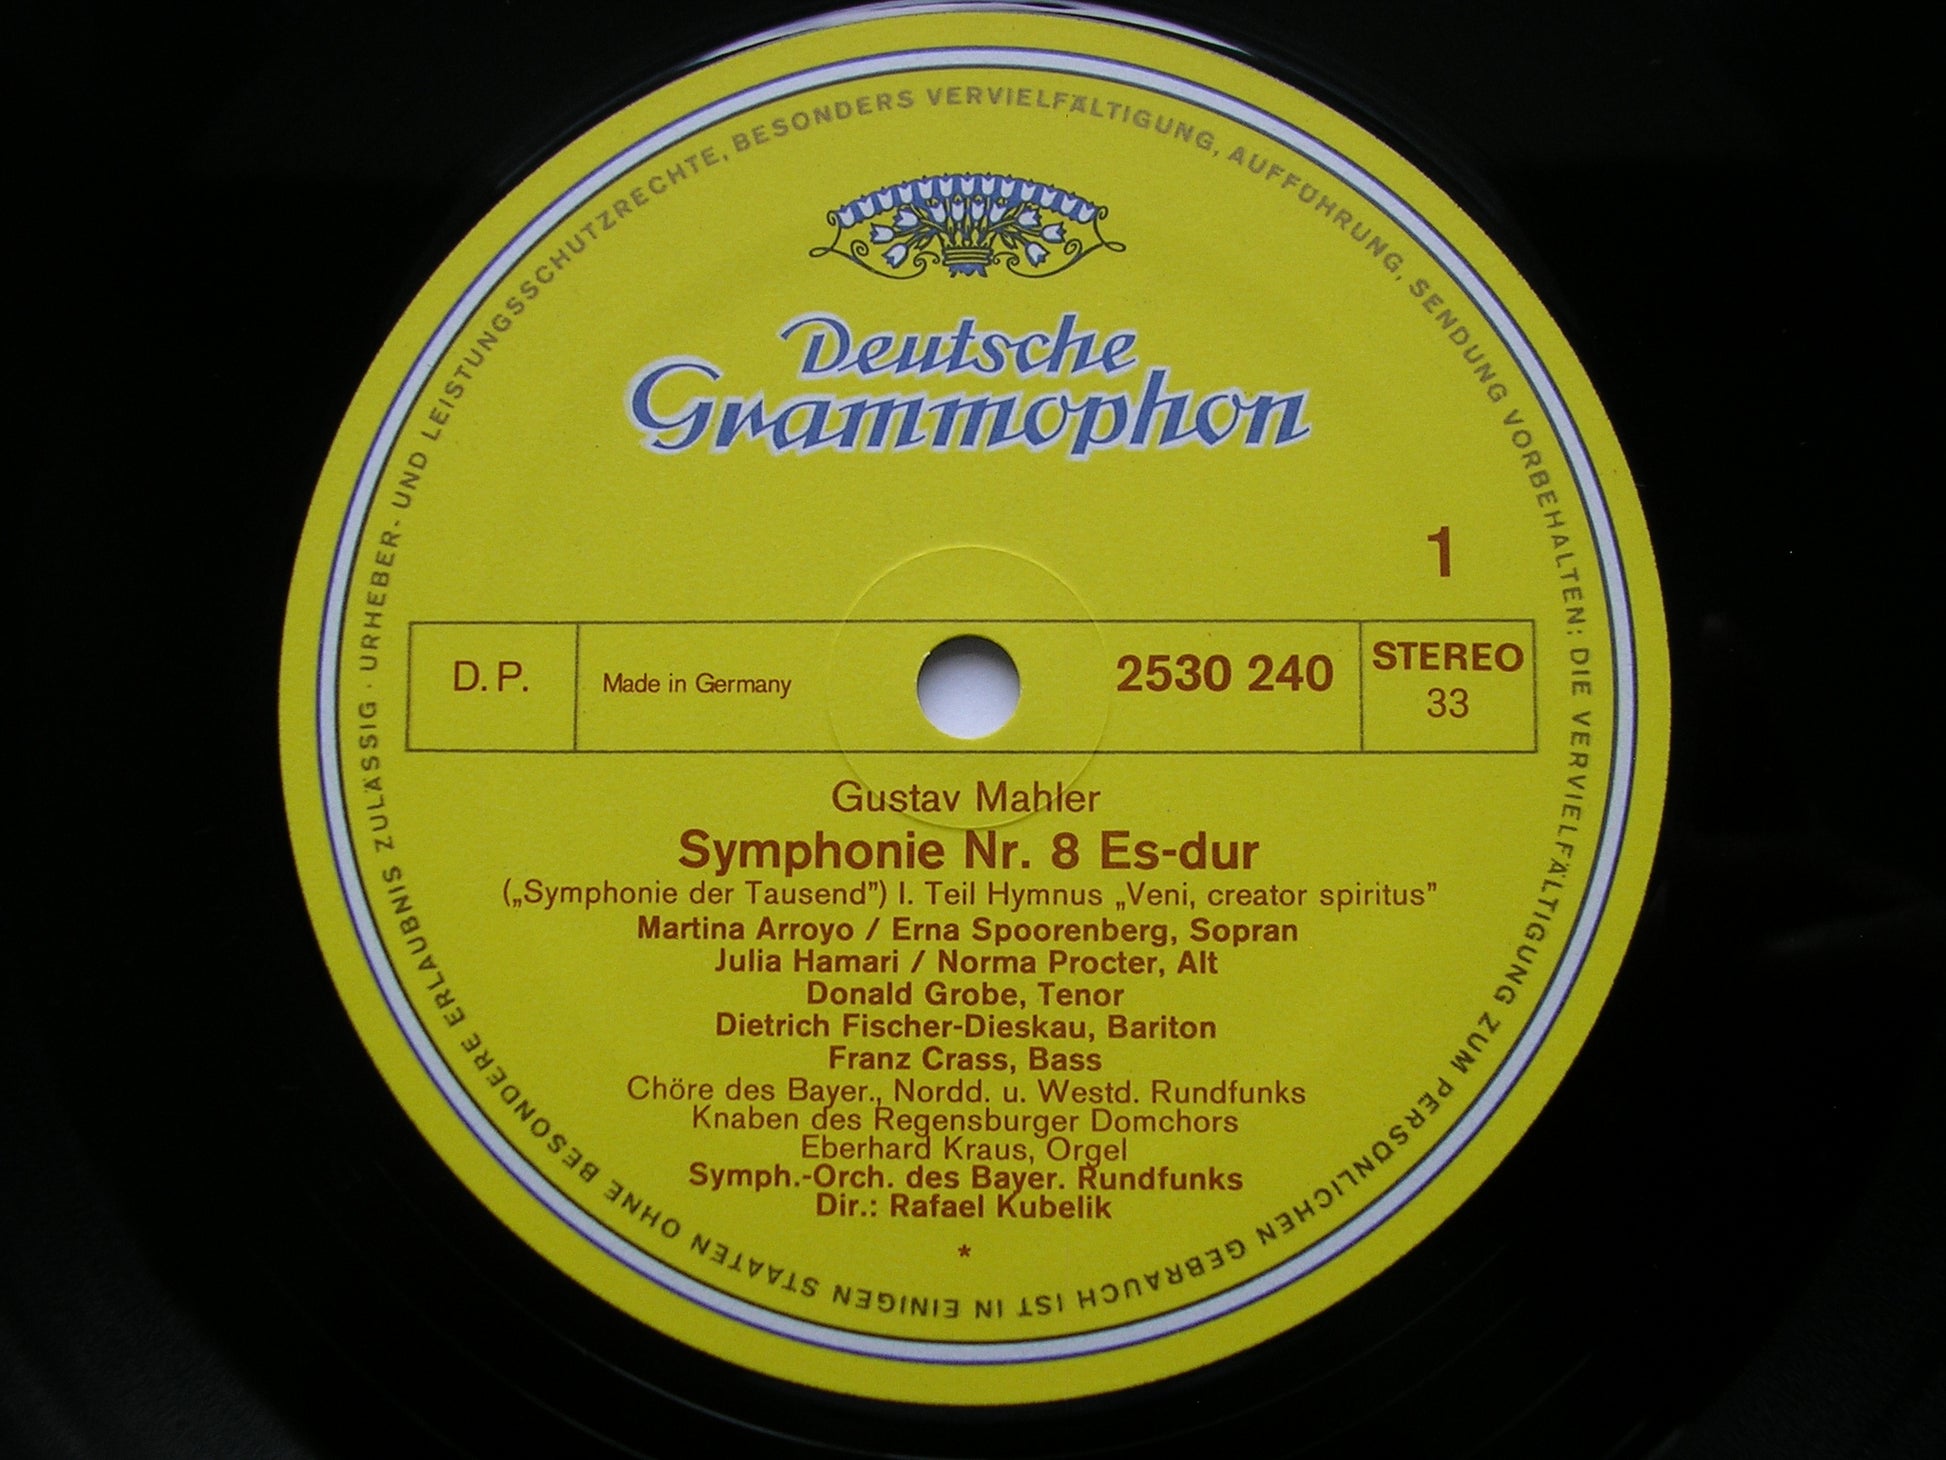 URHEBER- UND LEISTUNGSSCHUTZRECHTE, BESONDERS VERVIELFÄLTIGUNG, AUFFÜHRUNG, SENDUNG VORBEHALTEN: DIE VERVIELFÄLTIGUNG ZUM PERSÖNLICHEN GEBRAUCH IST IN EINIGEN STAATEN OHNE BESONDERE ERLAUBNIS ZULÄSSIG ·
Deutsche
Grammophon
1
D. P.
Made in Germany
2530 240
STEREO
33
Gustav Mahler
Symphonie Nr. 8 Es-dur
(„Symphonie der Tausend”) I. Teil Hymnus „Veni, creator spiritus”
Martina Arroyo / Erna Spoorenberg, Sopran
Julia Hamari / Norma Procter, Alt
Donald Grobe, Tenor
Dietrich Fischer-Dieskau, Bariton
Franz Crass, Bass
Chöre des Bayer., Nordd. u. Westd. Rundfunks
Knaben des Regensburger Domchors
Eberhard Kraus, Orgel
Symph.-Orch. des Bayer. Rundfunks
Dir.: Rafael Kubelik
*